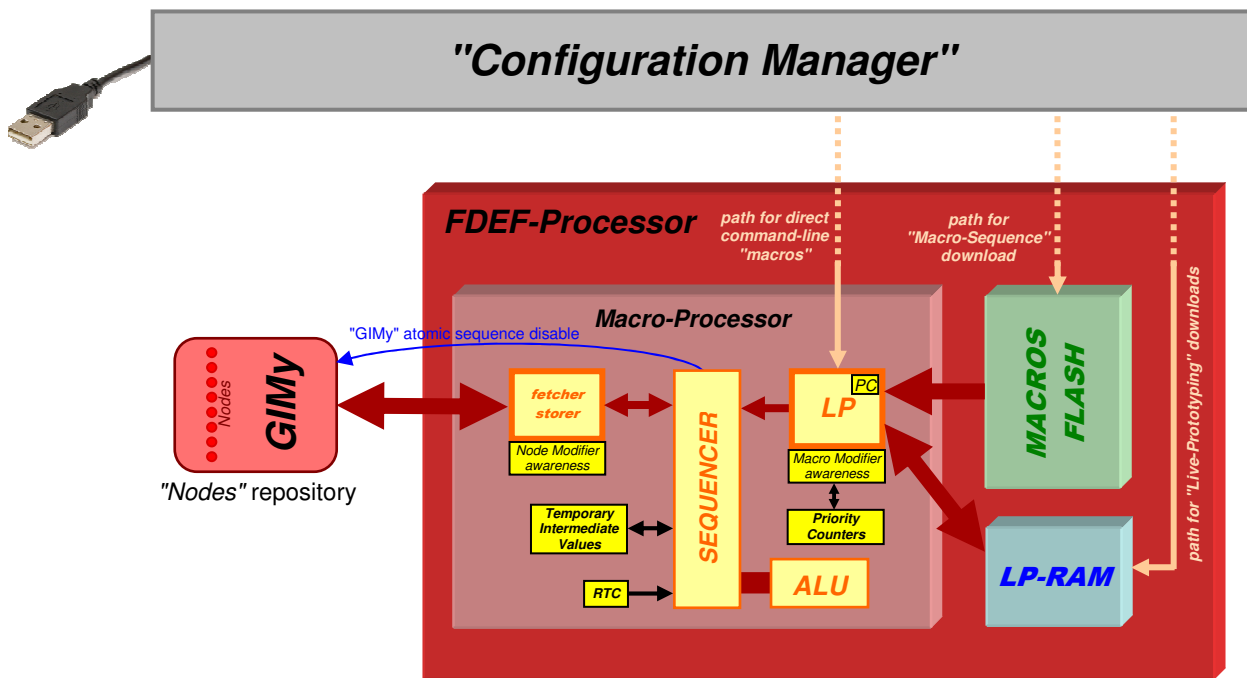 "Configuration Manager"
FDEF-Processor
path for direct
command-line
"macros"
path for
"Macro-Sequence"
download
path for "Live-Prototyping" downloads
Macro-Processor
"GIMy" atomic sequence disable
Nodes
GIMy
"Nodes" repository
fetcher
storer
Node Modifier
awareness
SEQUENCER
PC
LP
Macro Modifier
awareness
Priority
Counters
Temporary
Intermediate
Values
RTC
ALU
MACROS
FLASH
LP-RAM